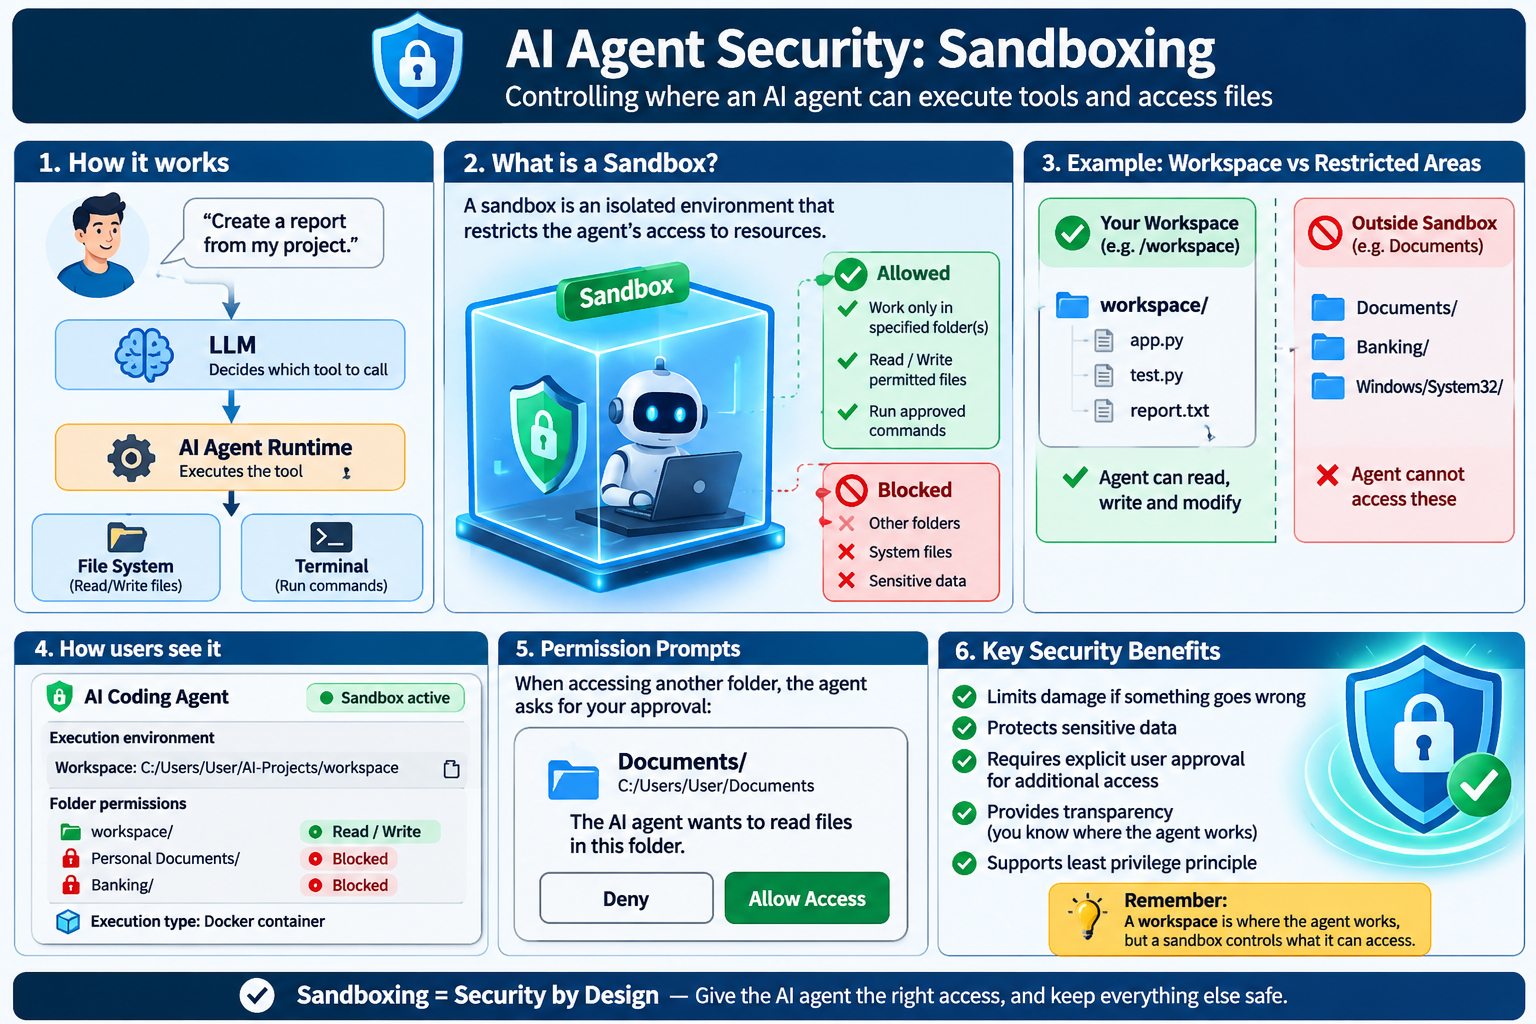 AI Agent Security: Sandboxing
Controlling where an AI agent can execute tools and access files
1. How it works
“Create a report
from my project.”
LLM
Decides which tool to call
AI Agent Runtime
Executes the tool
File System
(Read/Write files)
Terminal
(Run commands)
2. What is a Sandbox?
A sandbox is an isolated environment that
restricts the agent’s access to resources.
Sandbox
Allowed
Work only in
specified folder(s)
Read / Write
permitted files
Run approved
commands
Blocked
Other folders
System files
Sensitive data
3. Example: Workspace vs Restricted Areas
Your Workspace
(e.g. /workspace)
workspace/
app.py
test.py
report.txt
Agent can read,
write and modify
Outside Sandbox
(e.g. Documents)
Documents/
Banking/
Windows/System32/
Agent cannot
access these
4. How users see it
AI Coding Agent
Sandbox active
Execution environment
Workspace: C:/Users/User/AI-Projects/workspace
Folder permissions
workspace/ Read / Write
Personal Documents/ Blocked
Banking/ Blocked
Execution type: Docker container
5. Permission Prompts
When accessing another folder, the agent
asks for your approval:
Documents/
C:/Users/User/Documents
The AI agent wants to read files
in this folder.
Deny
Allow Access
6. Key Security Benefits
Limits damage if something goes wrong
Protects sensitive data
Requires explicit user approval
for additional access
Provides transparency
(you know where the agent works)
Supports least privilege principle
Remember:
A workspace is where the agent works,
but a sandbox controls what it can access.
Sandboxing = Security by Design — Give the AI agent the right access, and keep everything else safe.